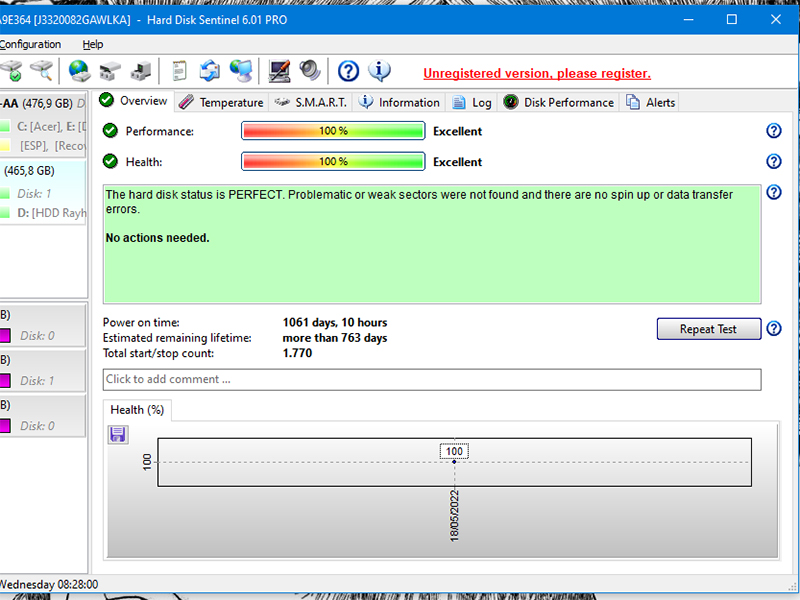 A9E364 [J3320082GAWLKA] - Hard Disk Sentinel 6.01 PRO
Configuration Help
Unregistered version, please register.
-AA (476,9 GB) D
C: [Acer], E: [D
[ESP], [Recov
(465,8 GB)
Disk: 1
D: [HDD Rayh
B)
Disk: 0
B)
Disk: 1
B)
Disk: 0
Overview Temperature S.M.A.R.T. Information Log Disk Performance Alerts
Performance: 100 % Excellent
Health: 100 % Excellent
The hard disk status is PERFECT. Problematic or weak sectors were not found and there are no spin up or data transfer
errors.
No actions needed.
Power on time: 1061 days, 10 hours
Estimated remaining lifetime: more than 763 days
Total start/stop count: 1.770
Repeat Test
Click to add comment ...
Health (%)
100
100
18/05/2022
Wednesday 08:28:00